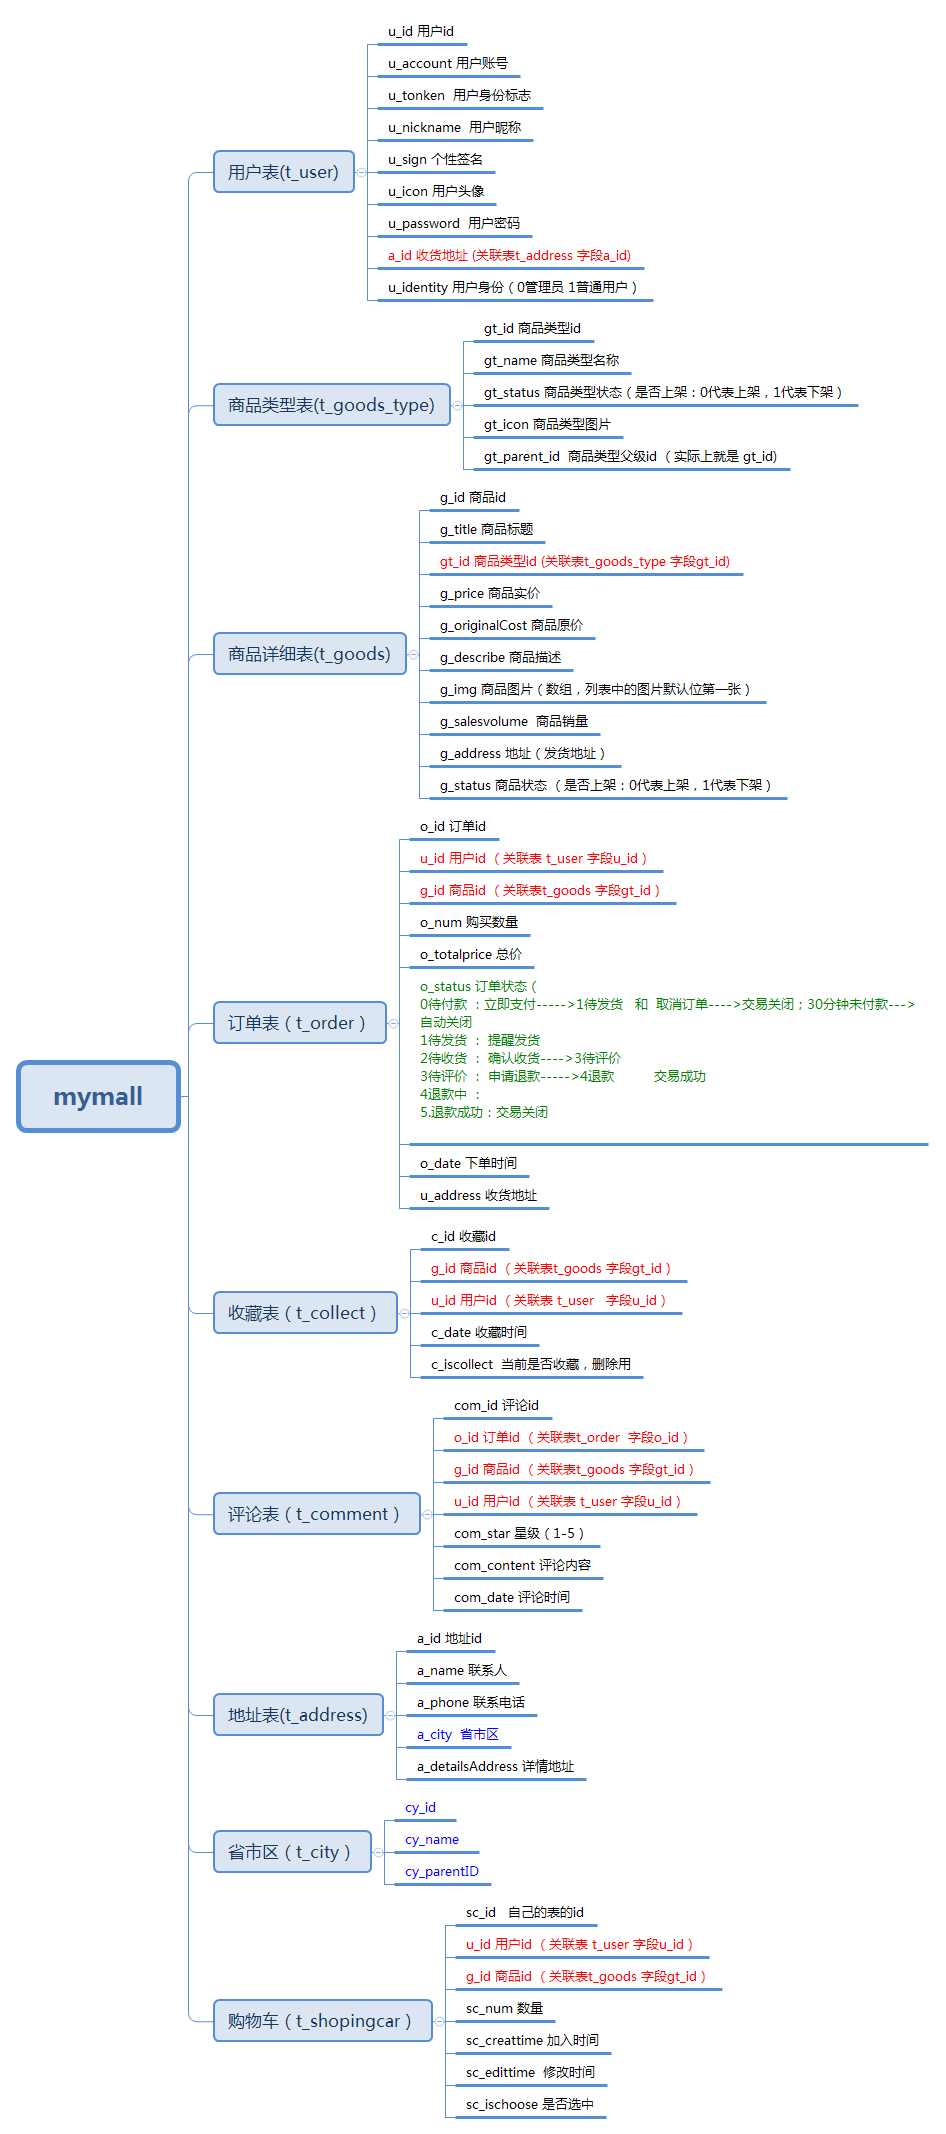 mymall
用户表(t_user)
u_id 用户id
u_account 用户账号
u_tonken  用户身份标志
u_nickname  用户昵称
u_sign 个性签名
u_icon 用户头像
u_password  用户密码
a_id 收货地址 (关联表t_address 字段a_id)
u_identity 用户身份（0管理员 1普通用户）
商品类型表(t_goods_type)
gt_id 商品类型id
gt_name 商品类型名称
gt_status 商品类型状态（是否上架：0代表上架，1代表下架）
gt_icon 商品类型图片
gt_parent_id  商品类型父级id （实际上就是 gt_id)
商品详细表(t_goods)
g_id 商品id
g_title 商品标题
gt_id 商品类型id (关联表t_goods_type 字段gt_id)
g_price 商品实价
g_originalCost 商品原价
g_describe 商品描述
g_img 商品图片（数组，列表中的图片默认位第一张）
g_salesvolume  商品销量
g_address 地址（发货地址）
g_status 商品状态 （是否上架：0代表上架，1代表下架）
订单表（t_order）
o_id 订单id
u_id 用户id （关联表 t_user 字段u_id）
g_id 商品id （关联表t_goods 字段gt_id）
o_num 购买数量
o_totalprice 总价
o_status 订单状态（
0待付款 ：立即支付----->1待发货   和  取消订单---->交易关闭；30分钟未付款--->
自动关闭
1待发货 ： 提醒发货
2待收货 ： 确认收货---->3待评价
3待评价 ： 申请退款----->4退款          交易成功
4退款中 ：
5.退款成功：交易关闭
o_date 下单时间
u_address 收货地址
收藏表（t_collect）
c_id 收藏id
g_id 商品id （关联表t_goods 字段gt_id）
u_id 用户id （关联表 t_user   字段u_id）
c_date 收藏时间
c_iscollect  当前是否收藏，删除用
评论表（t_comment）
com_id 评论id
o_id 订单id （关联表t_order  字段o_id）
g_id 商品id （关联表t_goods 字段gt_id）
u_id 用户id （关联表 t_user 字段u_id）
com_star 星级（1-5）
com_content 评论内容
com_date 评论时间
地址表(t_address)
a_id 地址id
a_name 联系人
a_phone 联系电话
a_city  省市区
a_detailsAddress 详情地址
省市区（t_city）
cy_id
cy_name
cy_parentID
购物车（t_shopingcar）
sc_id   自己的表的id
u_id 用户id （关联表 t_user 字段u_id）
g_id 商品id （关联表t_goods 字段gt_id）
sc_num 数量
sc_creattime 加入时间
sc_edittime  修改时间
sc_ischoose 是否选中